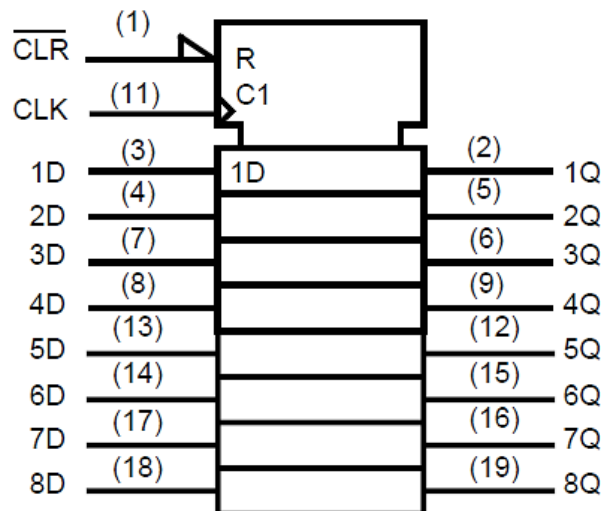 (1)
CLR R
(11) C1
CLK
(3) (2)
1D 1D 1Q
(4) (5)
2D 2Q
(7) (6)
3D 3Q
(8) (9)
4D 4Q
(13) (12)
5D 5Q
(14) (15)
6D 6Q
(17) (16)
7D 7Q
(18) (19)
8D 8Q